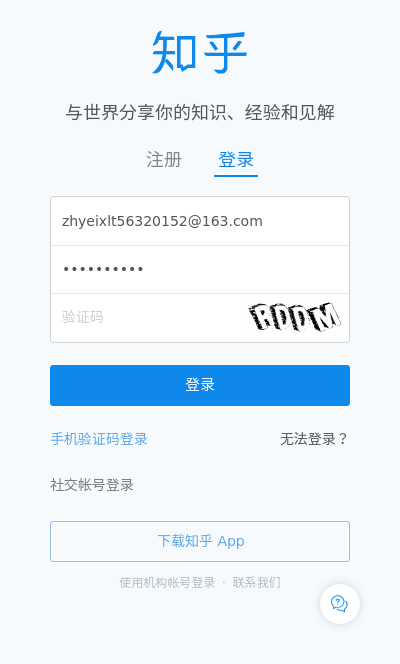 知乎
与世界分享你的知识、经验和见解
注册 登录
zhyeixlt56320152@163.com
••••••••••
验证码 RDDM
登录
手机验证码登录 无法登录？
社交帐号登录
下载知乎 App
使用机构帐号登录 · 联系我们